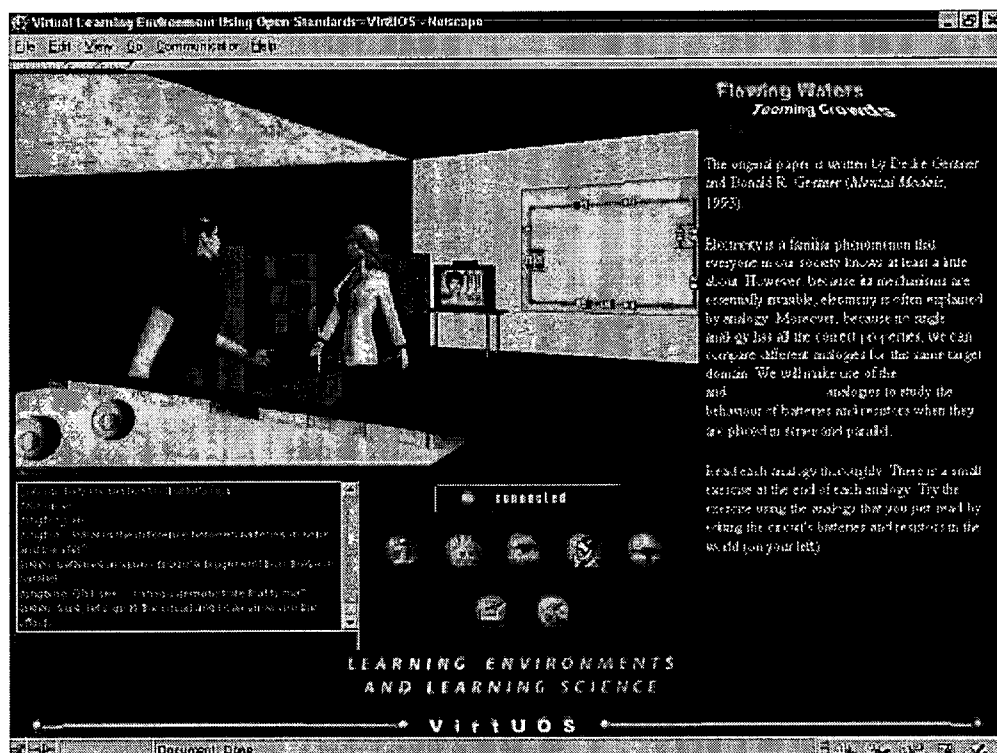 Virtual Learning Environment Using Open Standards - VirtUOS - Netscape
File Edit View Go Communicator Help
Flowing Waters
Teeming Crowds
The original paper is written by Dedre Gentner
and Donald R. Gentner (Mental Models,
Electricity is a familiar phenomenon that
everyone in our society knows at least a little
about. However, because its mechanisms are
essentially invisible, electricity is often explained
by analogy. Moreover, because no single
analogy has all the correct properties, we can
compare different analogies for the same target
domain. We will make use of the
and analogies to study the
behaviour of batteries and resistors when they
are placed in series and parallel.
Read each analogy thoroughly. There is a small
exercise at the end of each analogy. Try the
exercise using the analogy that you just read by
editing the circuit's batteries and resistors in the
world (on your left)
the difference between batteries in
connected
LEARNING ENVIRONMENTS
AND LEARNING SCIENCE
VirtUOS
Document: Done